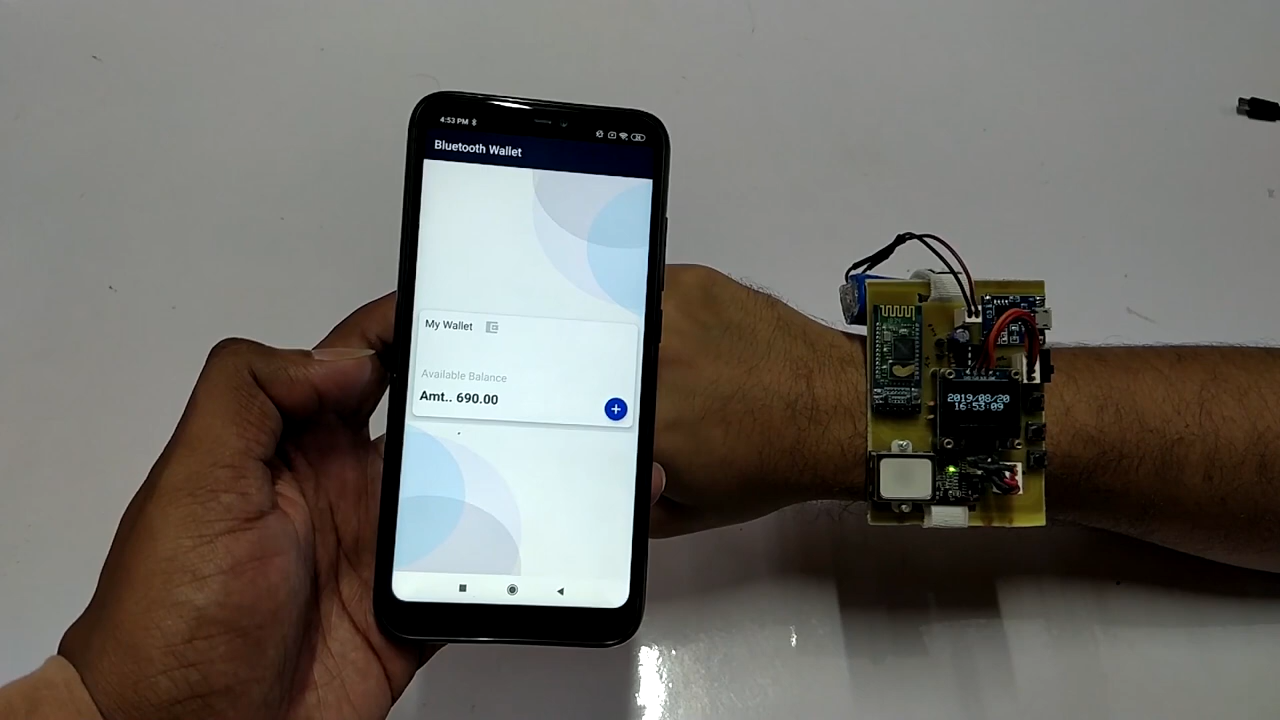 4:53 PM
Bluetooth Wallet
My Wallet
Available Balance
Amt.. 690.00
2019/08/20
16:53:09